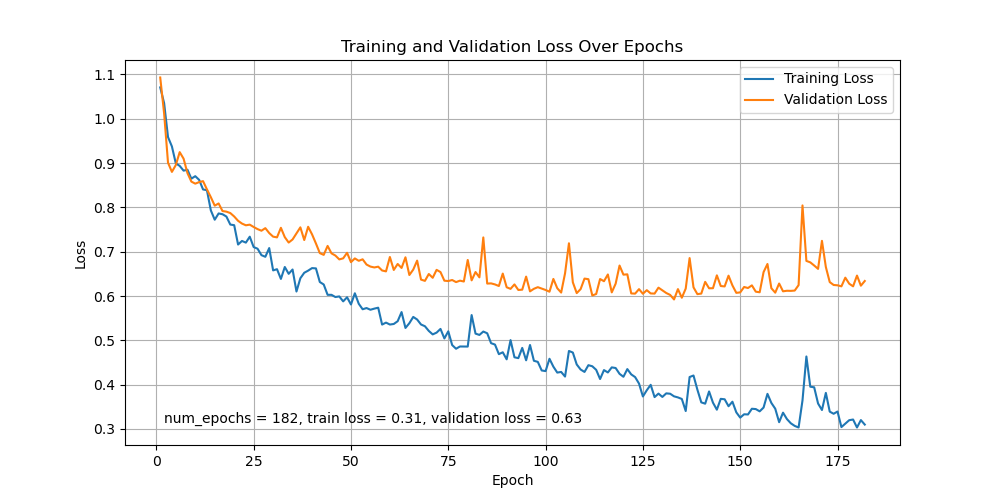 Training and Validation Loss Over Epochs
Training Loss
Validation Loss
1.1
1.0
0.9
0.8
0.7
0.6
0.5
0.4
0.3
Loss
num_epochs = 182, train loss = 0.31, validation loss = 0.63
0 25 50 75 100 125 150 175
Epoch